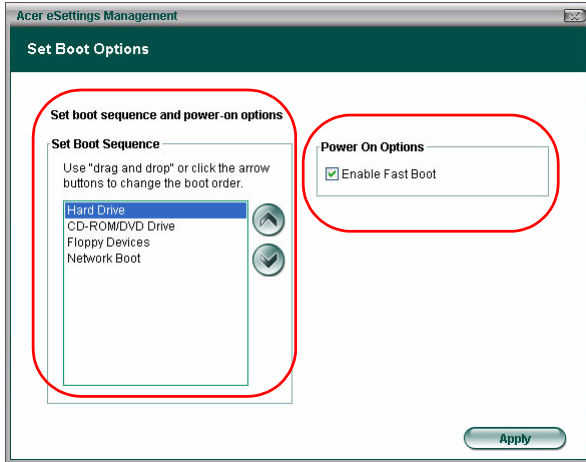 Acer eSettings Management
Set Boot Options
Set boot sequence and power-on options
Set Boot Sequence
Use "drag and drop" or click the arrow
buttons to change the boot order.
Hard Drive
CD-ROM/DVD Drive
Floppy Devices
Network Boot
Power On Options
Enable Fast Boot
Apply